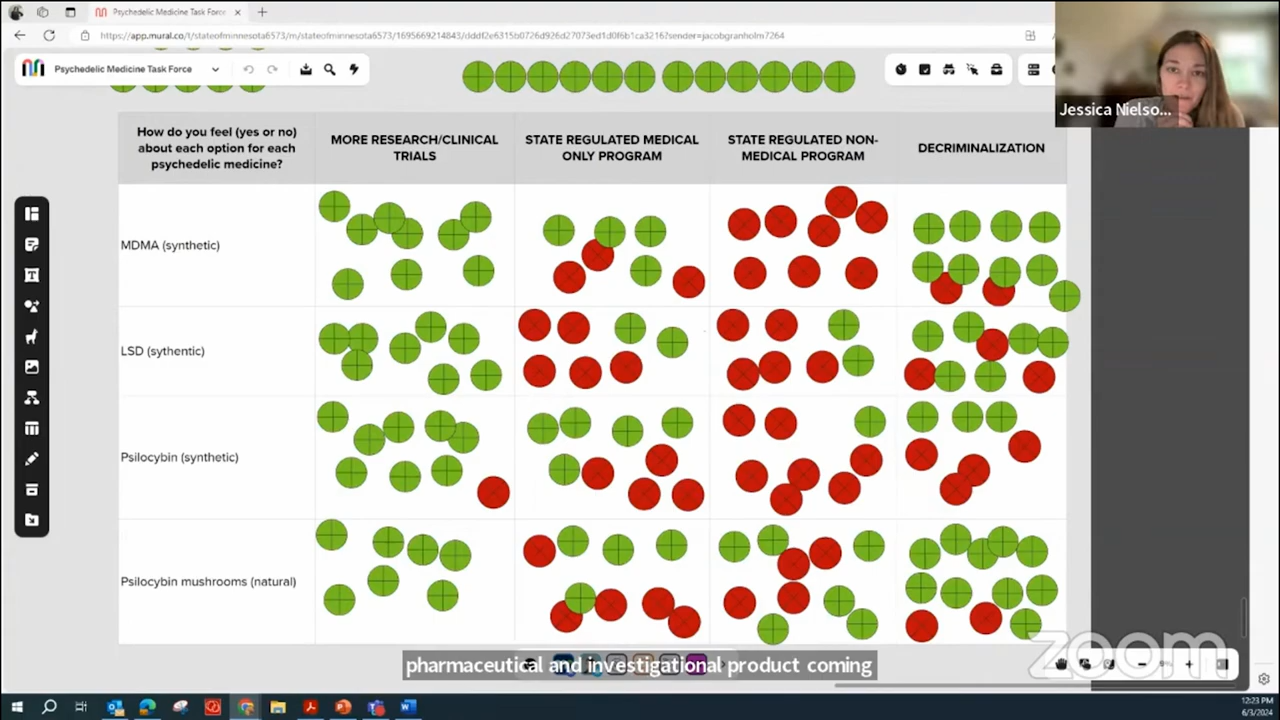 Psychedelic Medicine Task Force
https://app.mural.co/t/stateofminnesota6573/m/stateofminnesota6573/1695669214843/dddf2e6315b0726d926d27073ed1d0f6b1ca3216?sender=jacobgranholm7264
Psychedelic Medicine Task Force
Jessica Nielso...
How do you feel (yes or no)
about each option for each
psychedelic medicine?
MORE RESEARCH/CLINICAL
TRIALS
STATE REGULATED MEDICAL
ONLY PROGRAM
STATE REGULATED NON-
MEDICAL PROGRAM
DECRIMINALIZATION
MDMA (synthetic)
LSD (sythentic)
Psilocybin (synthetic)
Psilocybin mushrooms (natural)
zoom
pharmaceutical and investigational product coming
12:23 PM
6/3/2024